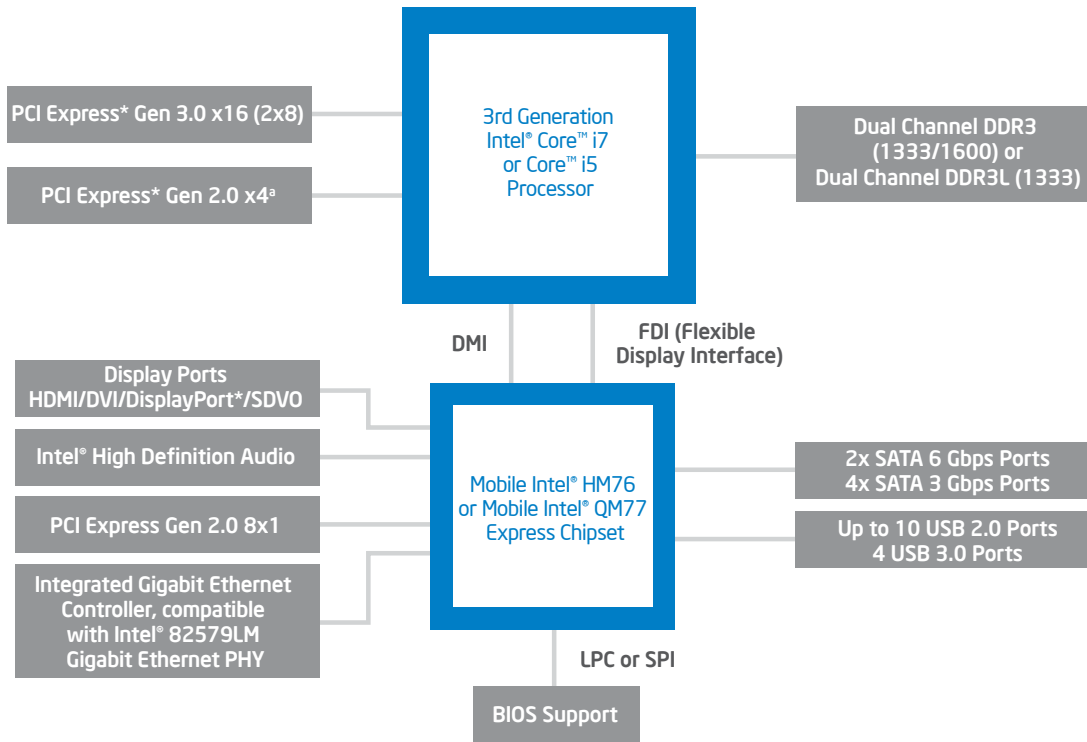 PCI Express* Gen 3.0 x16 (2x8)
PCI Express* Gen 2.0 x4ª
3rd Generation
Intel® Core™ i7
or Core™ i5
Processor
Dual Channel DDR3
(1333/1600) or
Dual Channel DDR3L (1333)
DMI
FDI (Flexible
Display Interface)
Display Ports
HDMI/DVI/DisplayPort*/SDVO
Intel® High Definition Audio
PCI Express Gen 2.0 8x1
Integrated Gigabit Ethernet
Controller, compatible
with Intel® 82579LM
Gigabit Ethernet PHY
Mobile Intel® HM76
or Mobile Intel® QM77
Express Chipset
2x SATA 6 Gbps Ports
4x SATA 3 Gbps Ports
Up to 10 USB 2.0 Ports
4 USB 3.0 Ports
LPC or SPI
BIOS Support